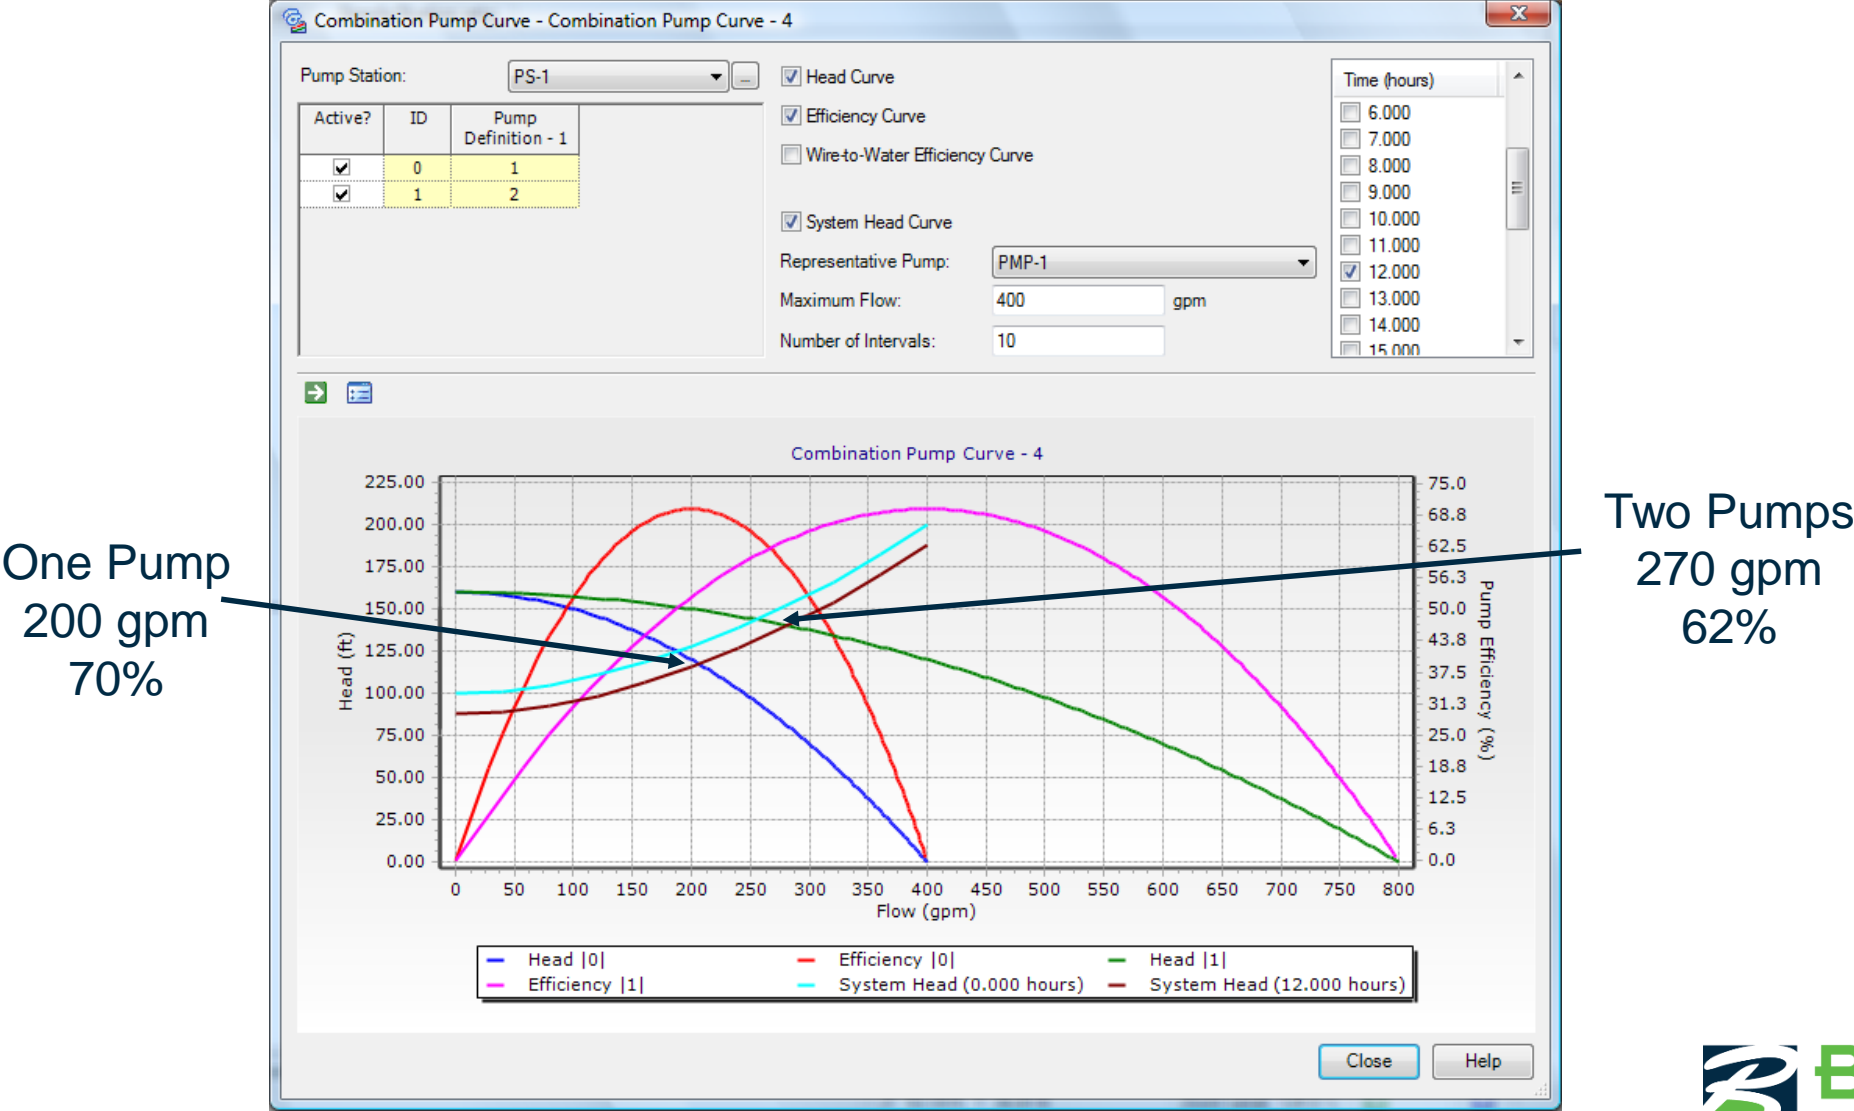 Combination Pump Curve - Combination Pump Curve - 4
x
Pump Station: PS-1 ...
Active? ID Pump Definition - 1
0 1
1 2
Head Curve
Efficiency Curve
Wire-to-Water Efficiency Curve
System Head Curve
Representative Pump: PMP-1
Maximum Flow: 400 gpm
Number of Intervals: 10
Time (hours)
6.000
7.000
8.000
9.000
10.000
11.000
12.000
13.000
14.000
15.000
Combination Pump Curve - 4
225.00
200.00
175.00
150.00
125.00
100.00
75.00
50.00
25.00
0.00
Head (ft)
75.0
68.8
62.5
56.3
50.0
43.8
37.5
31.3
25.0
18.8
12.5
6.3
0.0
Pump Efficiency (%)
0 50 100 150 200 250 300 350 400 450 500 550 600 650 700 750 800
Flow (gpm)
Head |0| Efficiency |0| Head |1|
Efficiency |1| System Head (0.000 hours) System Head (12.000 hours)
Close Help
One Pump
200 gpm
70%
Two Pumps
270 gpm
62%